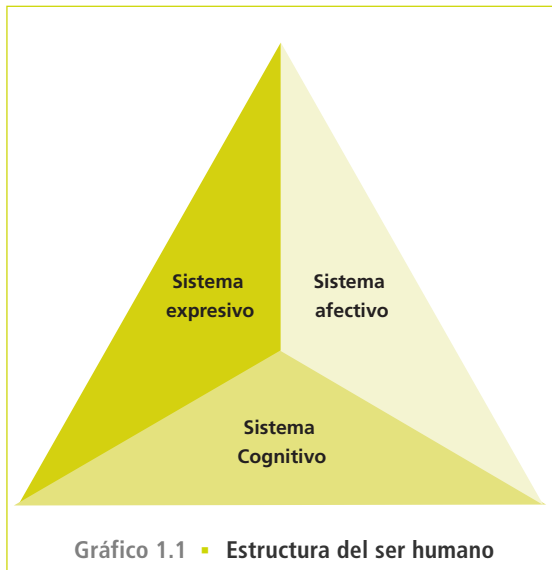 Sistema
expresivo
Sistema
afectivo
Sistema
Cognitivo
Gráfico 1.1 ▪ Estructura del ser humano